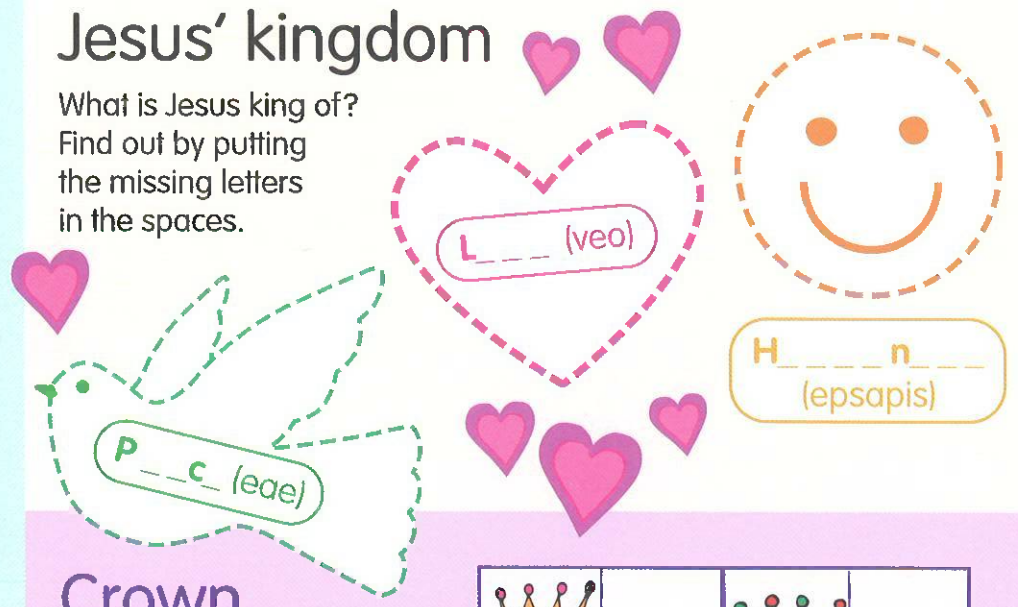 Jesus’ kingdom
What is Jesus king of?
Find out by putting
the missing letters
in the spaces.
L_ _ _ (veo)
H_ _ _ _n_ _ _
(epsapis)
P_ _c_ (eae)
Crown